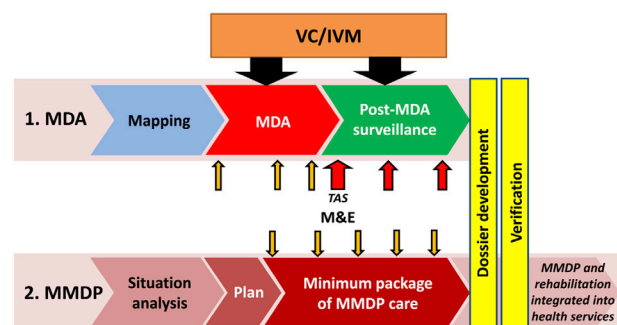 VC/IVM
1. MDA
Mapping
MDA
Post-MDA
surveillance
TAS
M&E
2. MMDP
Situation
analysis
Plan
Minimum package
of MMDP care
Dossier development
Verification
MMDP and
rehabilitation
integrated into
health services